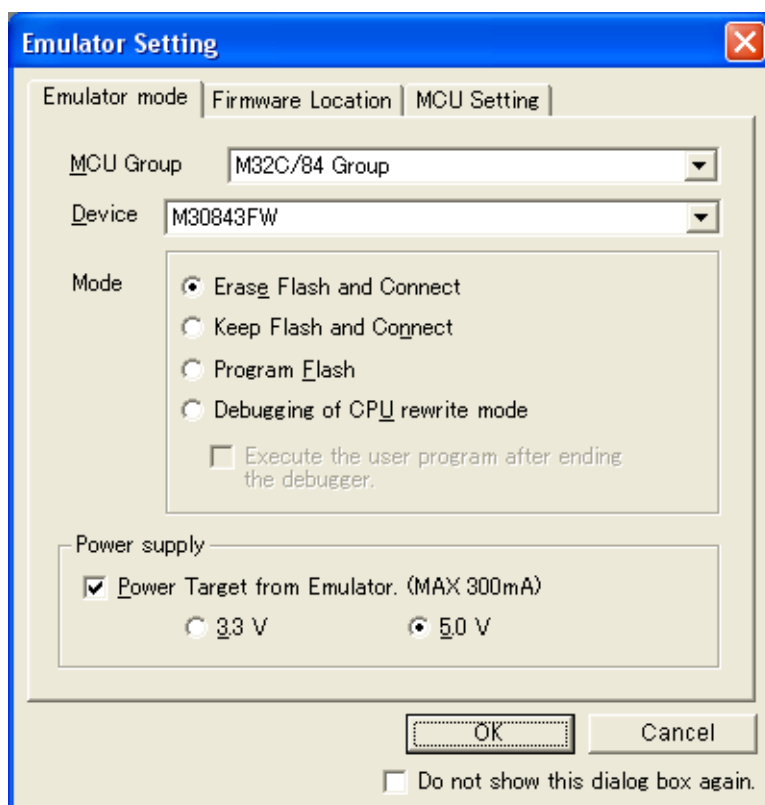 Emulator Setting
Emulator mode Firmware Location MCU Setting
MCU Group M32C/84 Group
Device M30843FW
Mode Erase Flash and Connect
Keep Flash and Connect
Program Flash
Debugging of CPU rewrite mode
Execute the user program after ending
the debugger.
Power supply
Power Target from Emulator. (MAX 300mA)
3.3 V 5.0 V
OK Cancel
Do not show this dialog box again.